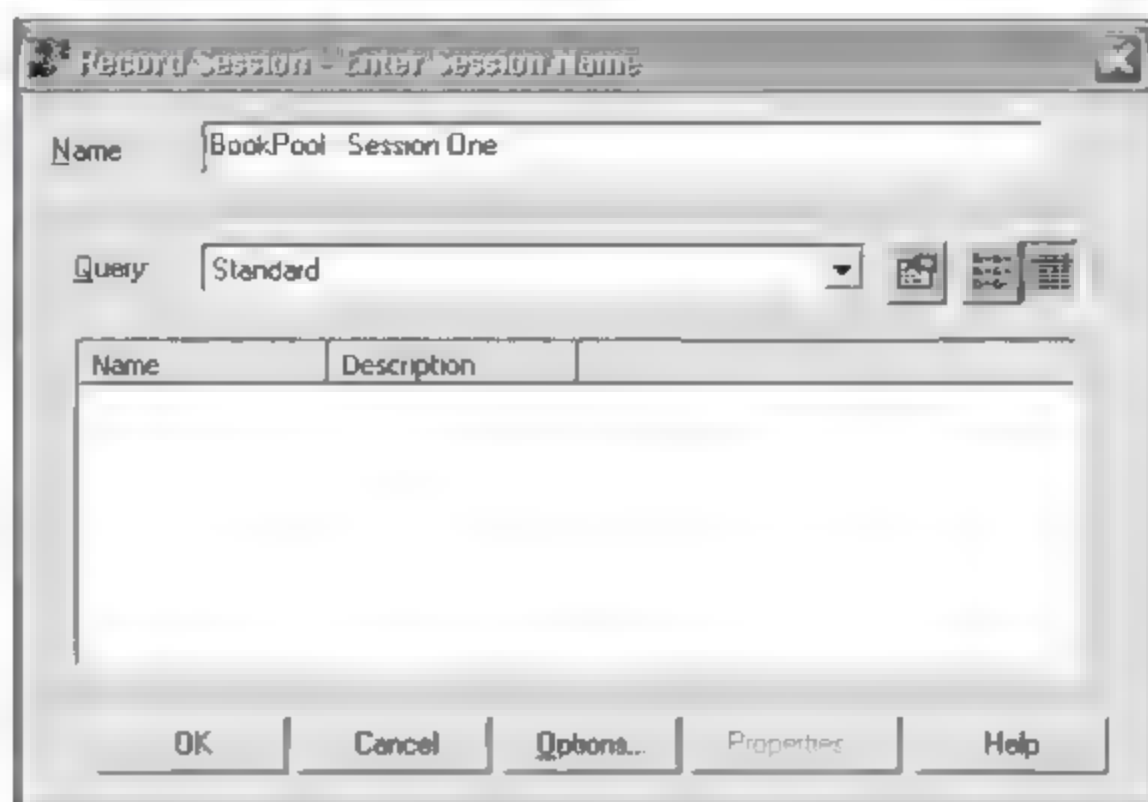 Record Session - Enter Session Name
Name BookPool Session One
Query Standard
Name Description
OK Cancel Options... Properties Help